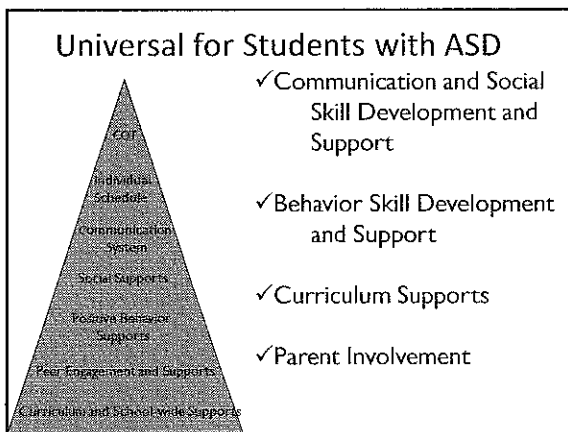 Universal for Students with ASD
COT
Individual
Schedule
Communication
System
Social Supports
Positive Behavior
Supports
Peer Engagement and Supports
Curriculum and School-wide Supports
✓Communication and Social
Skill Development and
Support
✓Behavior Skill Development
and Support
✓Curriculum Supports
✓Parent Involvement